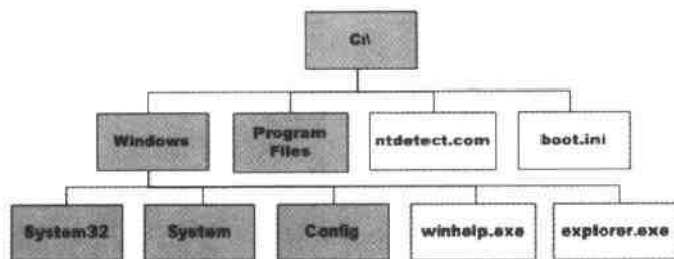 C:\
Windows
Program
Files
ntdetect.com
boot.ini
System32
System
Config
winhelp.exe
explorer.exe